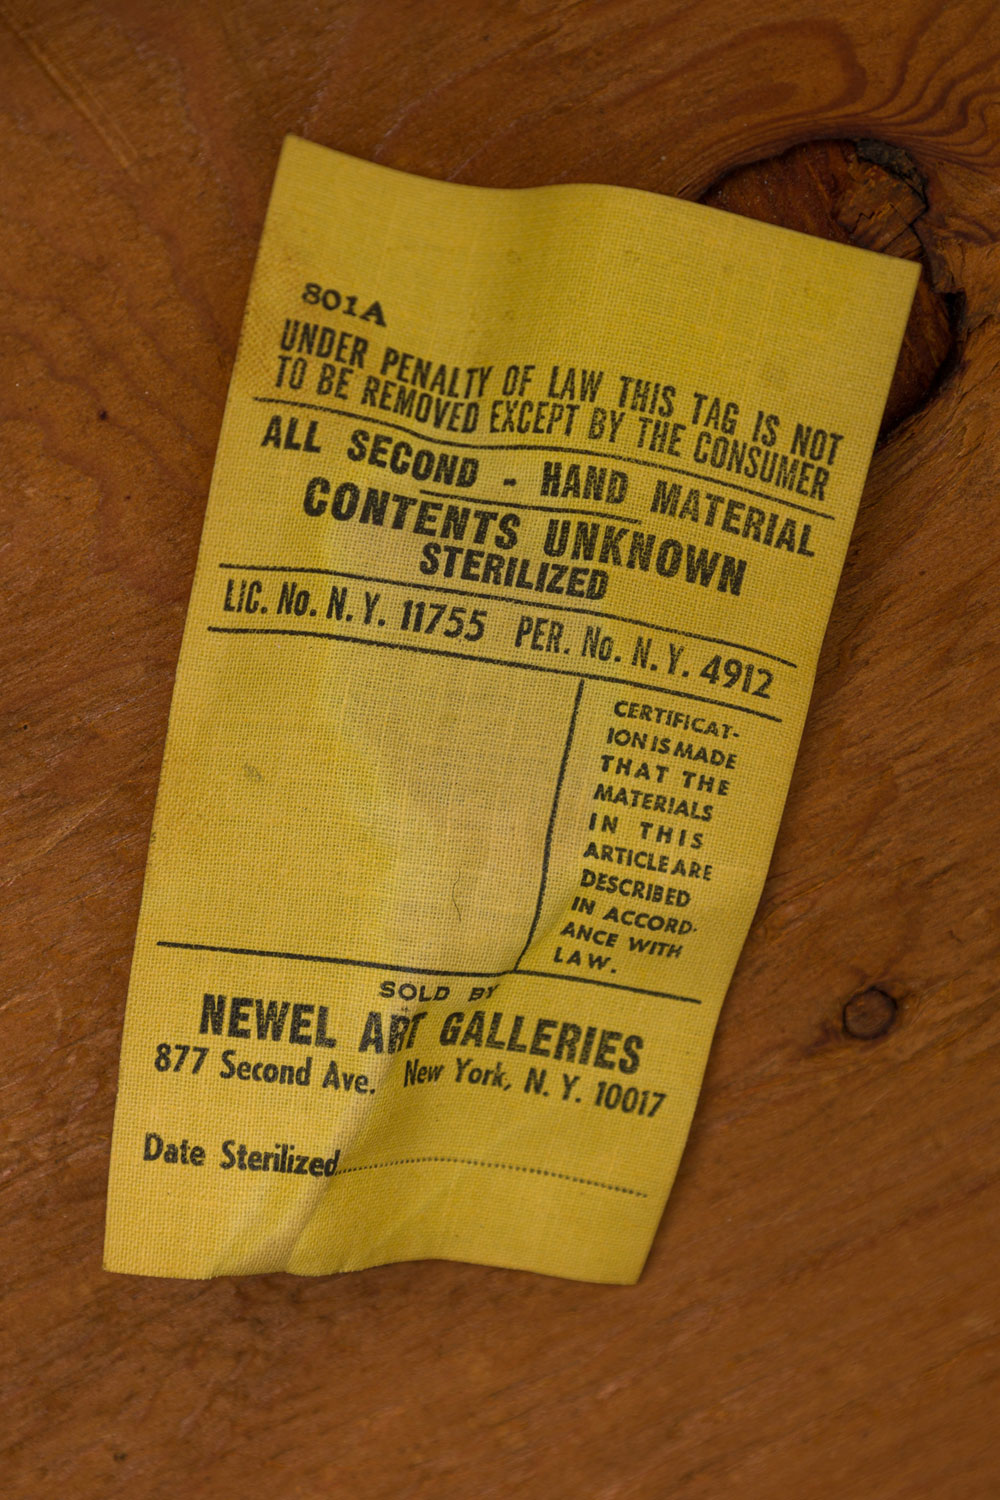 801A
UNDER PENALTY OF LAW THIS TAG IS NOT
TO BE REMOVED EXCEPT BY THE CONSUMER
ALL SECOND - HAND MATERIAL
CONTENTS UNKNOWN
STERILIZED
LIC. No. N. Y. 11755 PER. No. N. Y. 4912
CERTIFICAT-
ION IS MADE
THAT THE
MATERIALS
IN THIS
ARTICLE ARE
DESCRIBED
IN ACCORD-
ANCE WITH
LAW.
SOLD BY
NEWEL ART GALLERIES
877 Second Ave. New York, N. Y. 10017
Date Sterilized